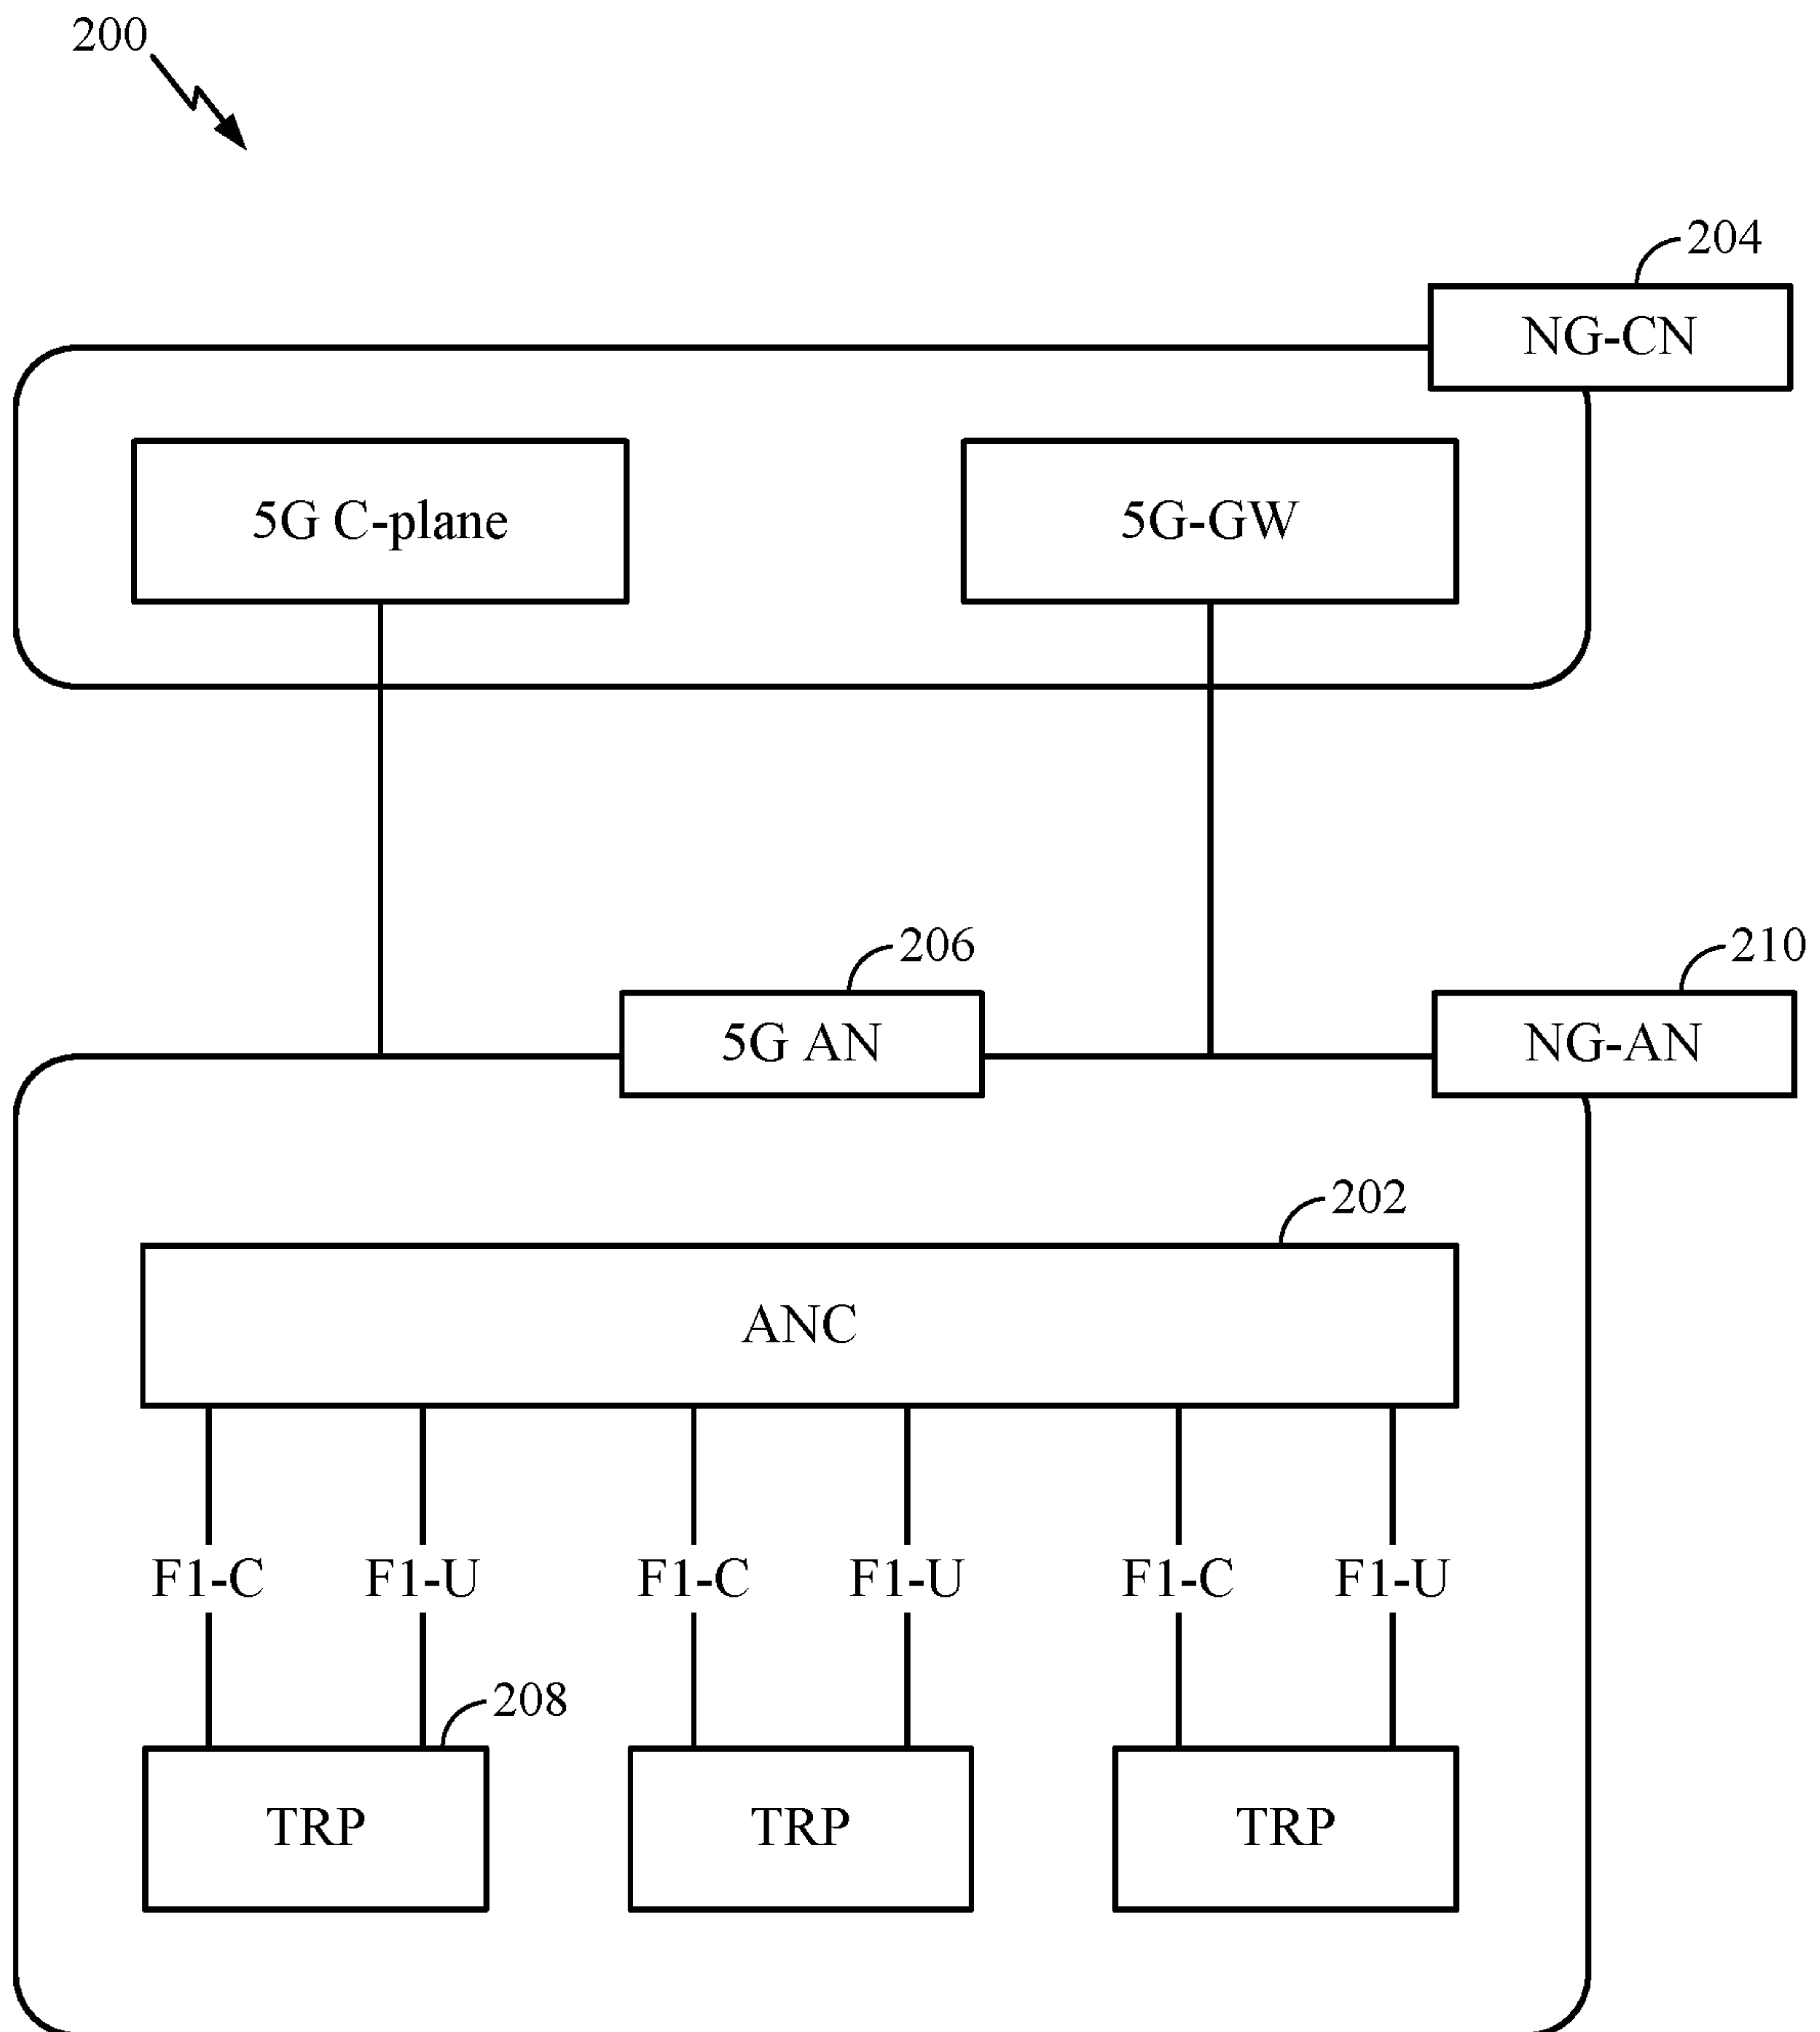 200
204
NG-CN
5G C-plane
5G-GW
206
210
5G AN
NG-AN
202
ANC
F1-C
F1-U
F1-C
F1-U
F1-C
F1-U
208
TRP
TRP
TRP